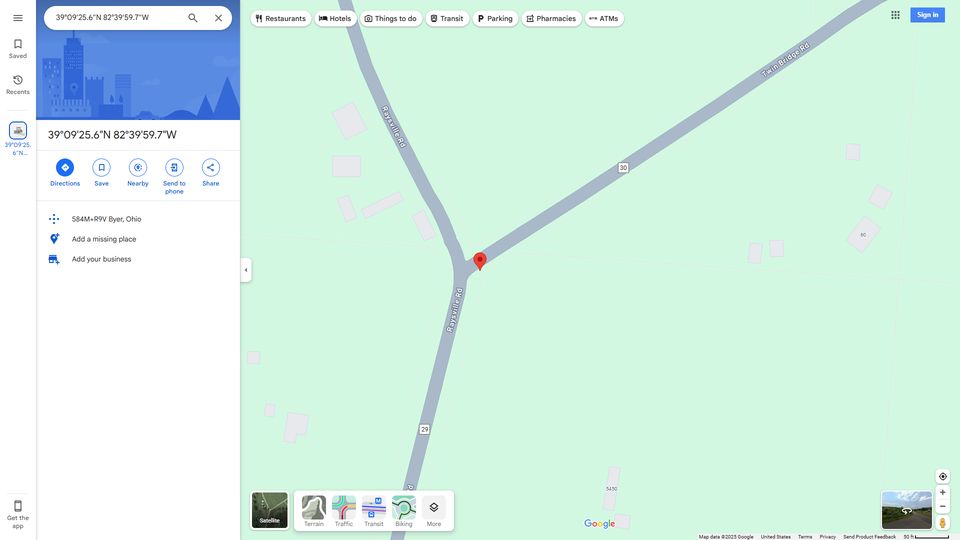 39°09'25.6"N 82°39'59.7"W
Restaurants
Hotels
Things to do
Transit
Parking
Pharmacies
ATMs
Sign in
Saved
Recents
39°09'25.
6"N...
39°09'25.6"N 82°39'59.7"W
Directions
Save
Nearby
Send to
phone
Share
584M+R9V Byer, Ohio
Add a missing place
Add your business
Get the
app
Raysville Rd
Twin Bridge Rd
30
60
Raysville Rd
29
5450
Satellite
Terrain
Traffic
Transit
Biking
More
Google
Map data ©2025 Google
United States
Terms
Privacy
Send Product Feedback
50 ft